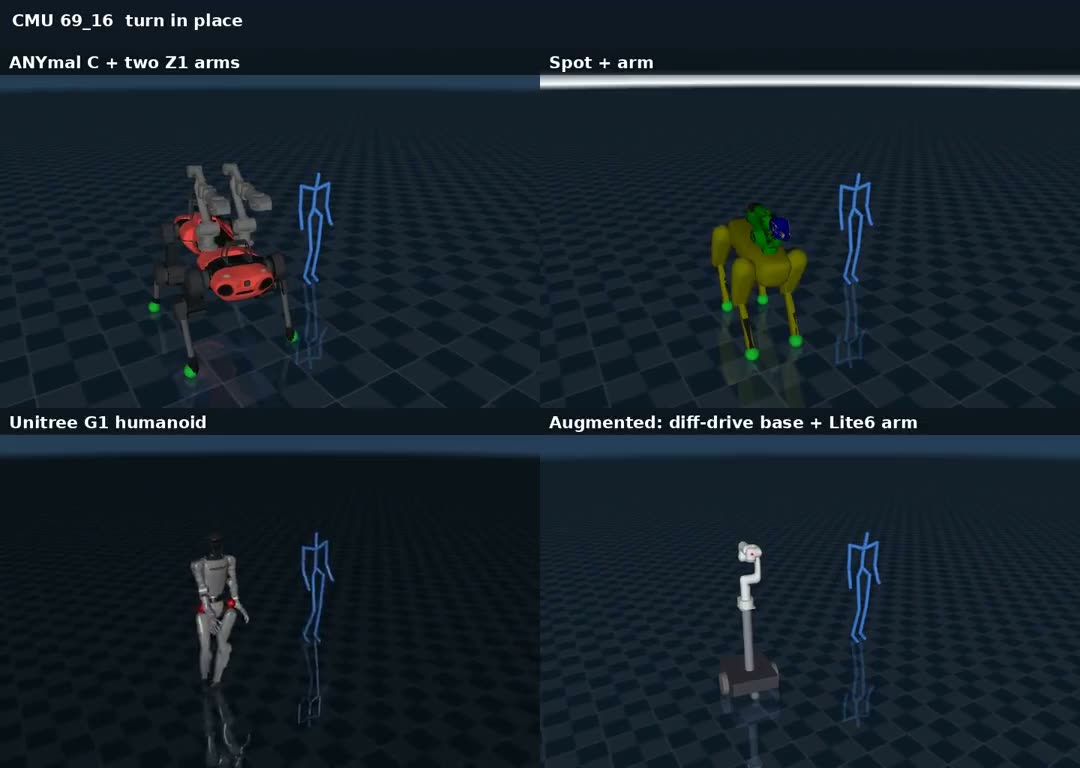 CMU 69_16  turn in place
ANYmal C + two Z1 arms
Spot + arm
Unitree G1 humanoid
Augmented: diff-drive base + Lite6 arm